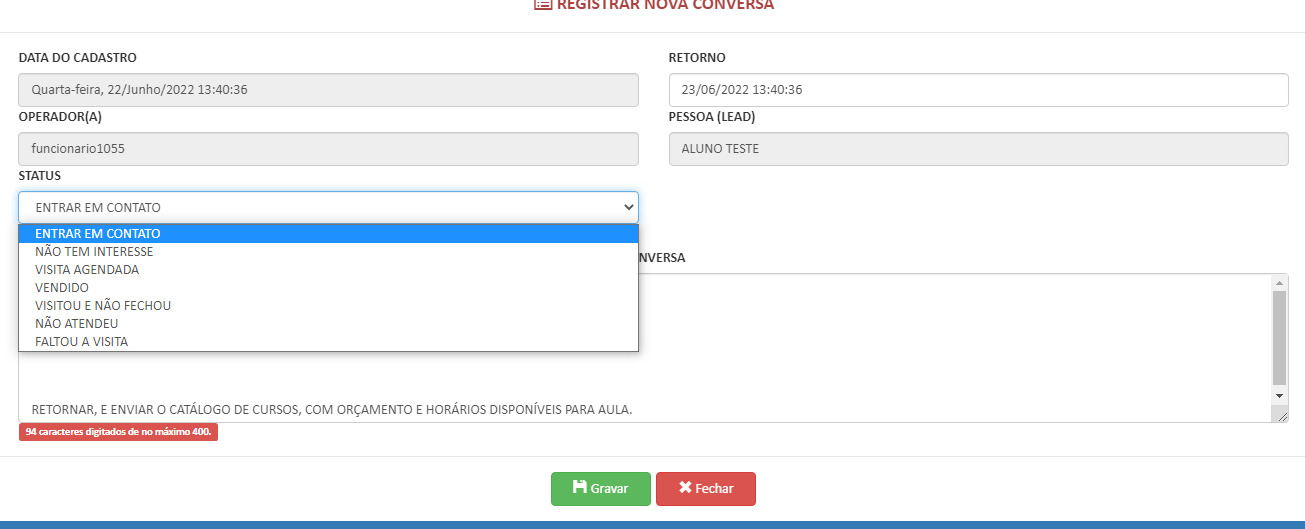 REGISTRAR NOVA CONVERSA
DATA DO CADASTRO
RETORNO
Quarta-feira, 22/Junho/2022 13:40:36
23/06/2022 13:40:36
OPERADOR(A)
PESSOA (LEAD)
funcionario1055
ALUNO TESTE
STATUS
ENTRAR EM CONTATO
ENTRAR EM CONTATO
NÃO TEM INTERESSE
VISITA AGENDADA
VENDIDO
VISITOU E NÃO FECHOU
NÃO ATENDEU
FALTOU A VISITA
NVERSA
RETORNAR, E ENVIAR O CATÁLOGO DE CURSOS, COM ORÇAMENTO E HORÁRIOS DISPONÍVEIS PARA AULA.
94 caracteres digitados de no máximo 400.
Gravar
Fechar